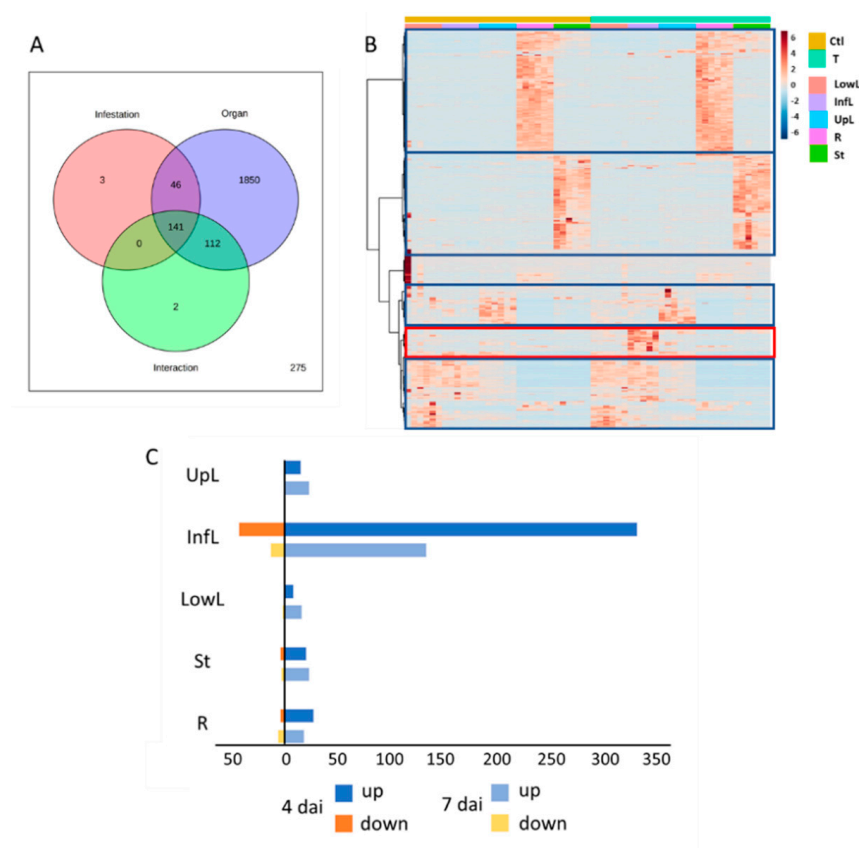 A
Infestation
Organ
3
46
1850
141
0
112
2
Interaction
275
B
6
4
2
0
-2
-4
-6
Ctl
T
LowL
InfL
UpL
R
St
C
UpL
InfL
LowL
St
R
50 0 50 100 150 200 250 300 350
4 dai up 7 dai up
down down